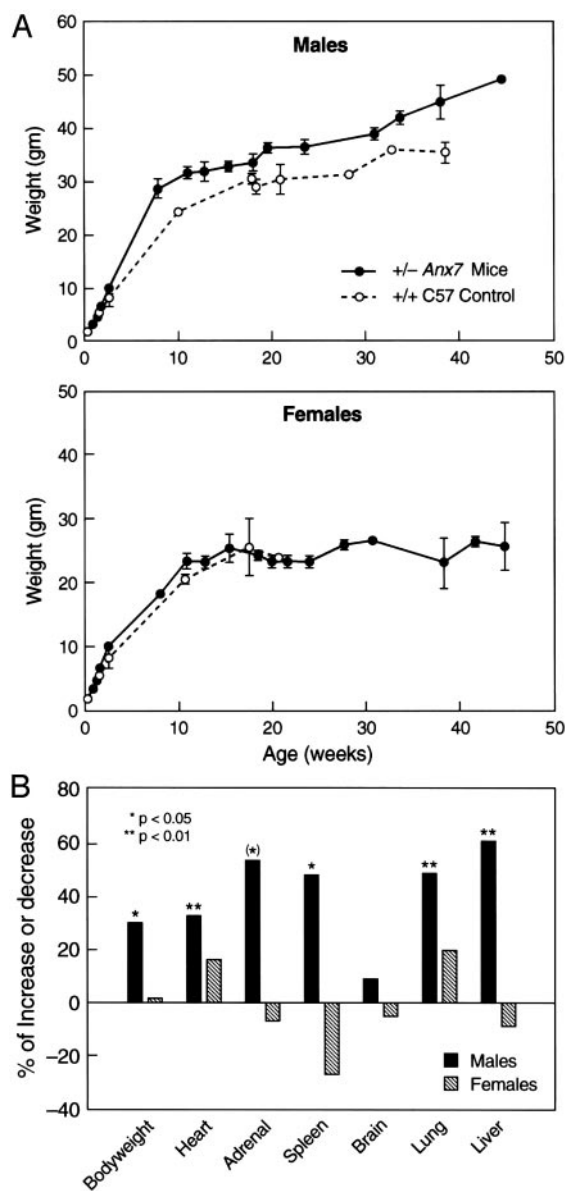 A
Males
60
50
40
30
20
10
0
Weight (gm)
+/− Anx7 Mice
+/+ C57 Control
0 10 20 30 40 50
Females
50
40
30
20
10
0
Weight (gm)
0 10 20 30 40 50
Age (weeks)
B
80
60
40
20
0
−20
−40
% of Increase or decrease
* p < 0.05
** p < 0.01
* ** (*) * ** **
Males
Females
Bodyweight Heart Adrenal Spleen Brain Lung Liver